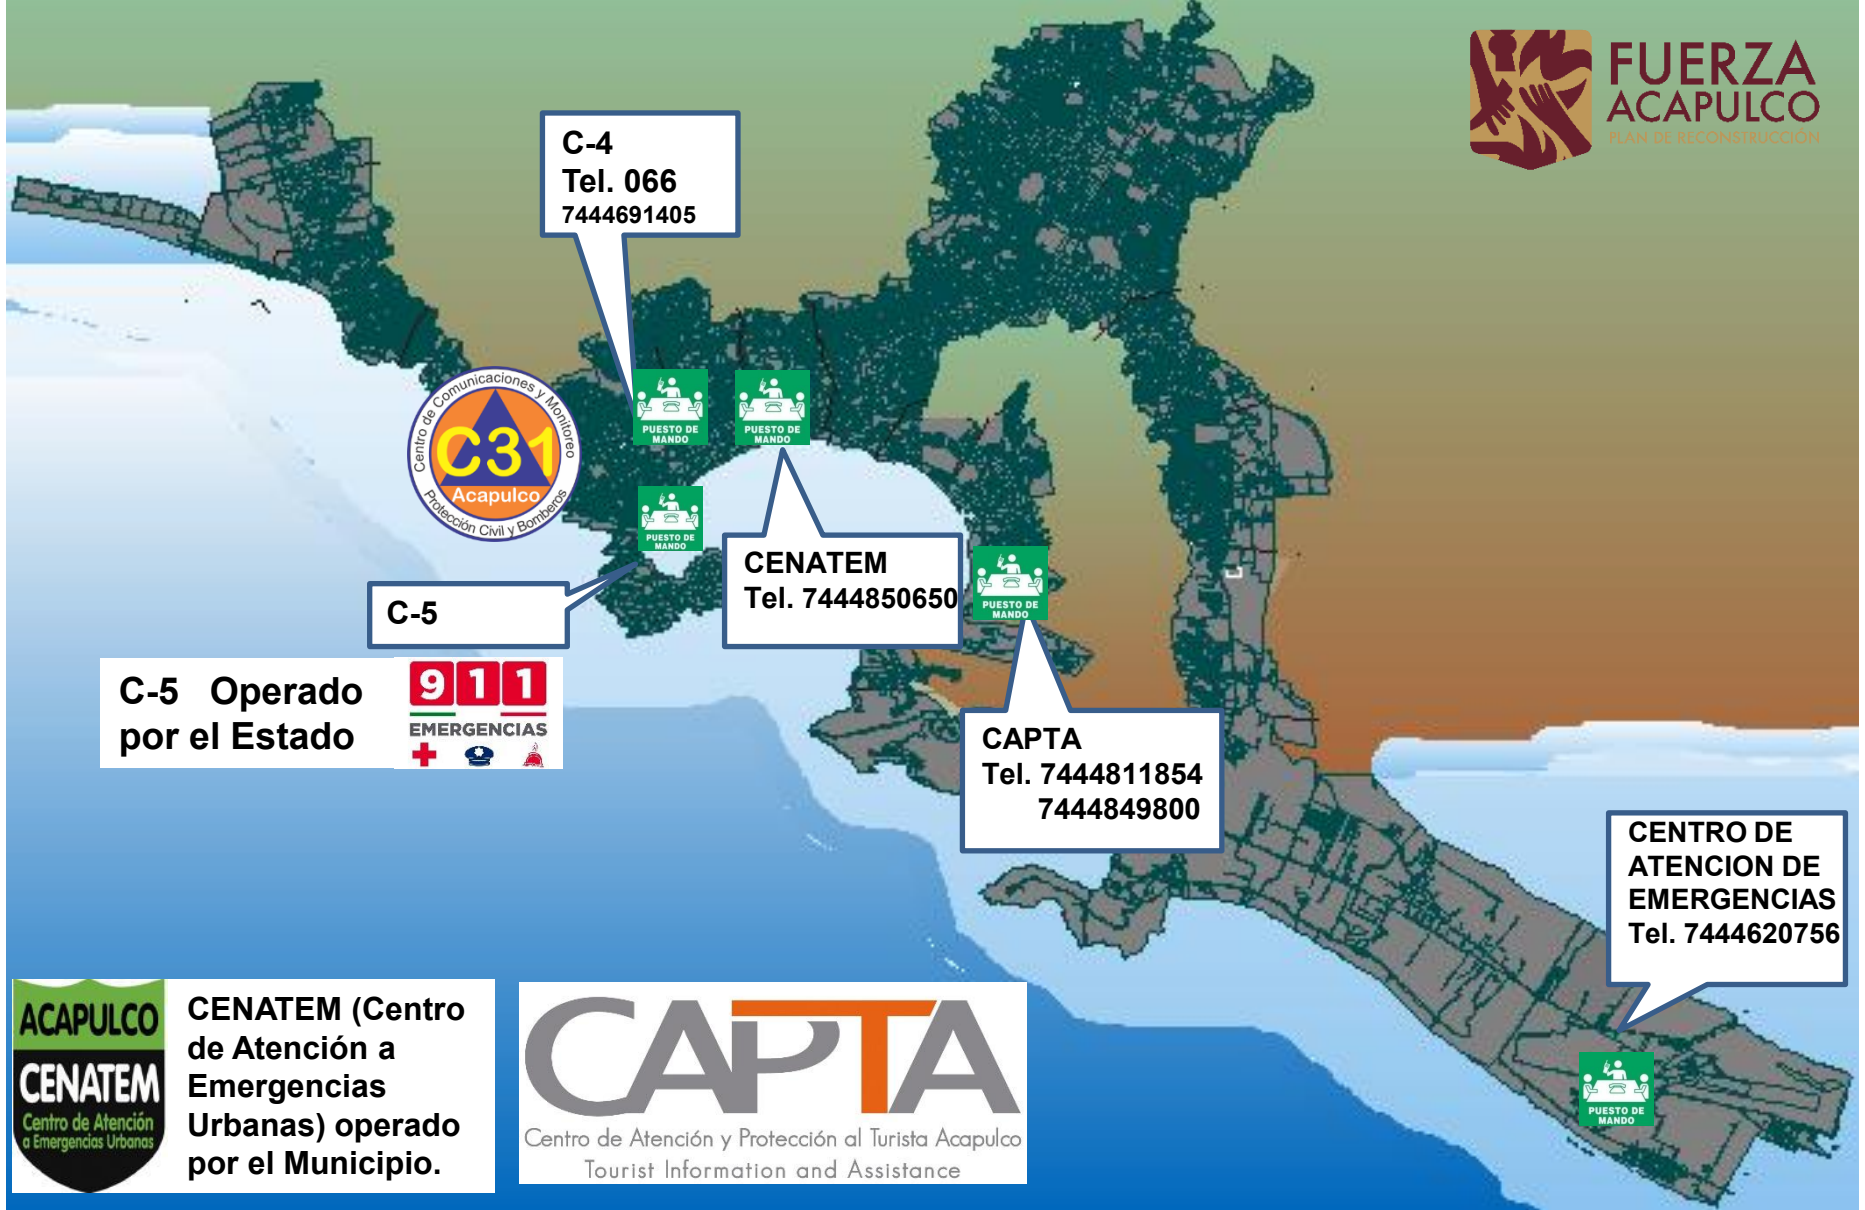 FUERZA
ACAPULCO
PLAN DE RECONSTRUCCIÓN
C-4
Tel. 066
7444691405
Centro de Comunicaciones y Monitoreo
C31
Acapulco
Protección Civil y Bomberos
PUESTO DE
MANDO
PUESTO DE
MANDO
PUESTO DE
MANDO
CENATEM
Tel. 7444850650
PUESTO DE
MANDO
C-5
C-5 Operado
por el Estado
911
EMERGENCIAS
CAPTA
Tel. 7444811854
7444849800
CENTRO DE
ATENCION DE
EMERGENCIAS
Tel. 7444620756
PUESTO DE
MANDO
ACAPULCO
CENATEM
Centro de Atención
a Emergencias Urbanas
CENATEM (Centro
de Atención a
Emergencias
Urbanas) operado
por el Municipio.
CAPTA
Centro de Atención y Protección al Turista Acapulco
Tourist Information and Assistance